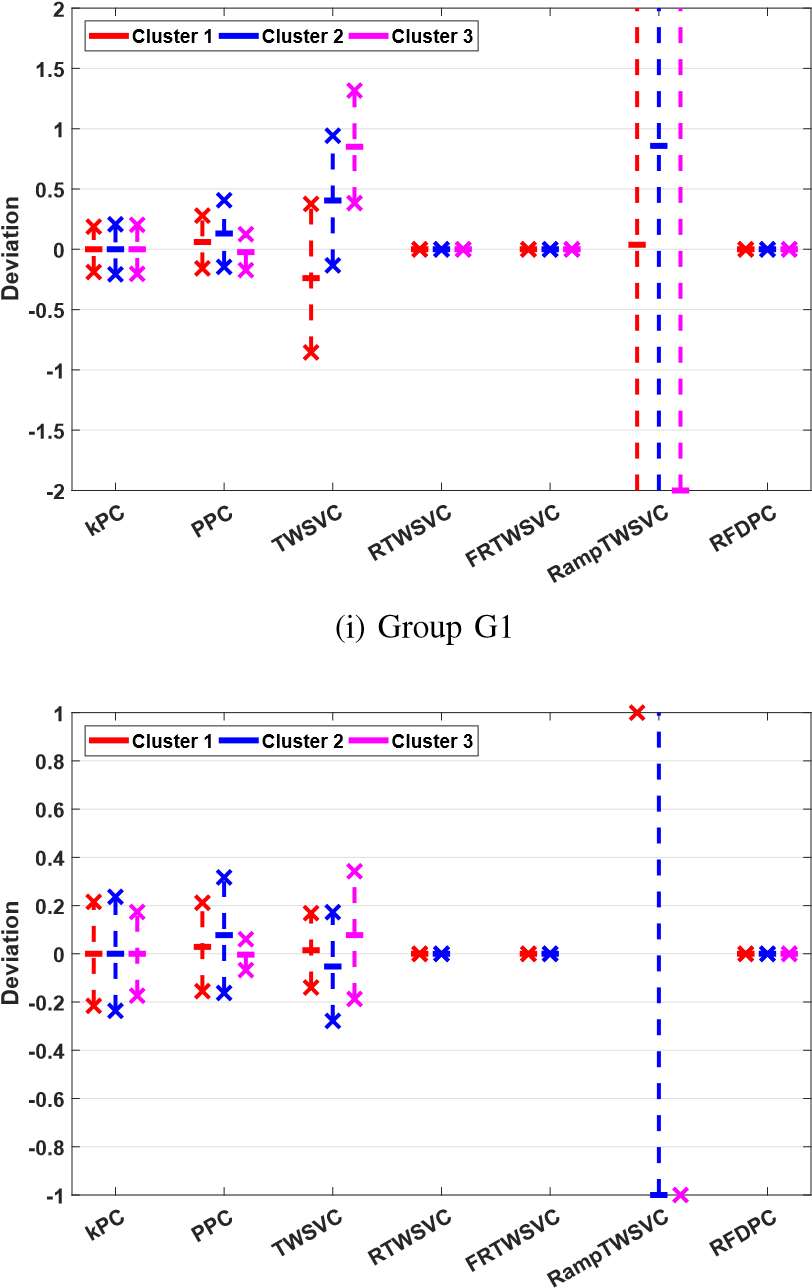 2
Cluster 1 Cluster 2 Cluster 3
1.5
1
0.5
0
-0.5
-1
-1.5
-2
Deviation
kPC PPC TWSVC RTWSVC FRTWSVC RampTWSVC RFDPC
(i) Group G1
1
Cluster 1 Cluster 2 Cluster 3
0.8
0.6
0.4
0.2
0
-0.2
-0.4
-0.6
-0.8
-1
Deviation
kPC PPC TWSVC RTWSVC FRTWSVC RampTWSVC RFDPC